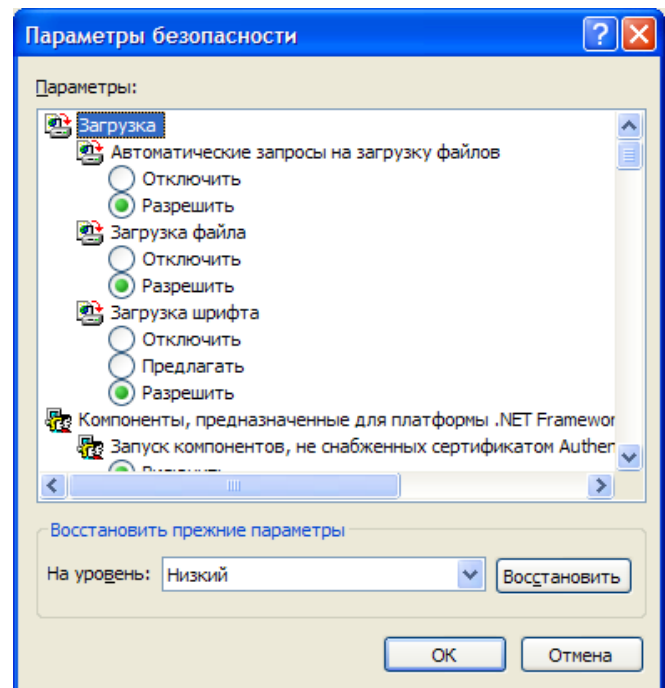 Параметры безопасности
Параметры:
Загрузка
Автоматические запросы на загрузку файлов
Отключить
Разрешить
Загрузка файла
Отключить
Разрешить
Загрузка шрифта
Отключить
Предлагать
Разрешить
Компоненты, предназначенные для платформы .NET Framewor
Запуск компонентов, не снабженных сертификатом Authen
Восстановить прежние параметры
На уровень: Низкий Восстановить
ОК Отмена